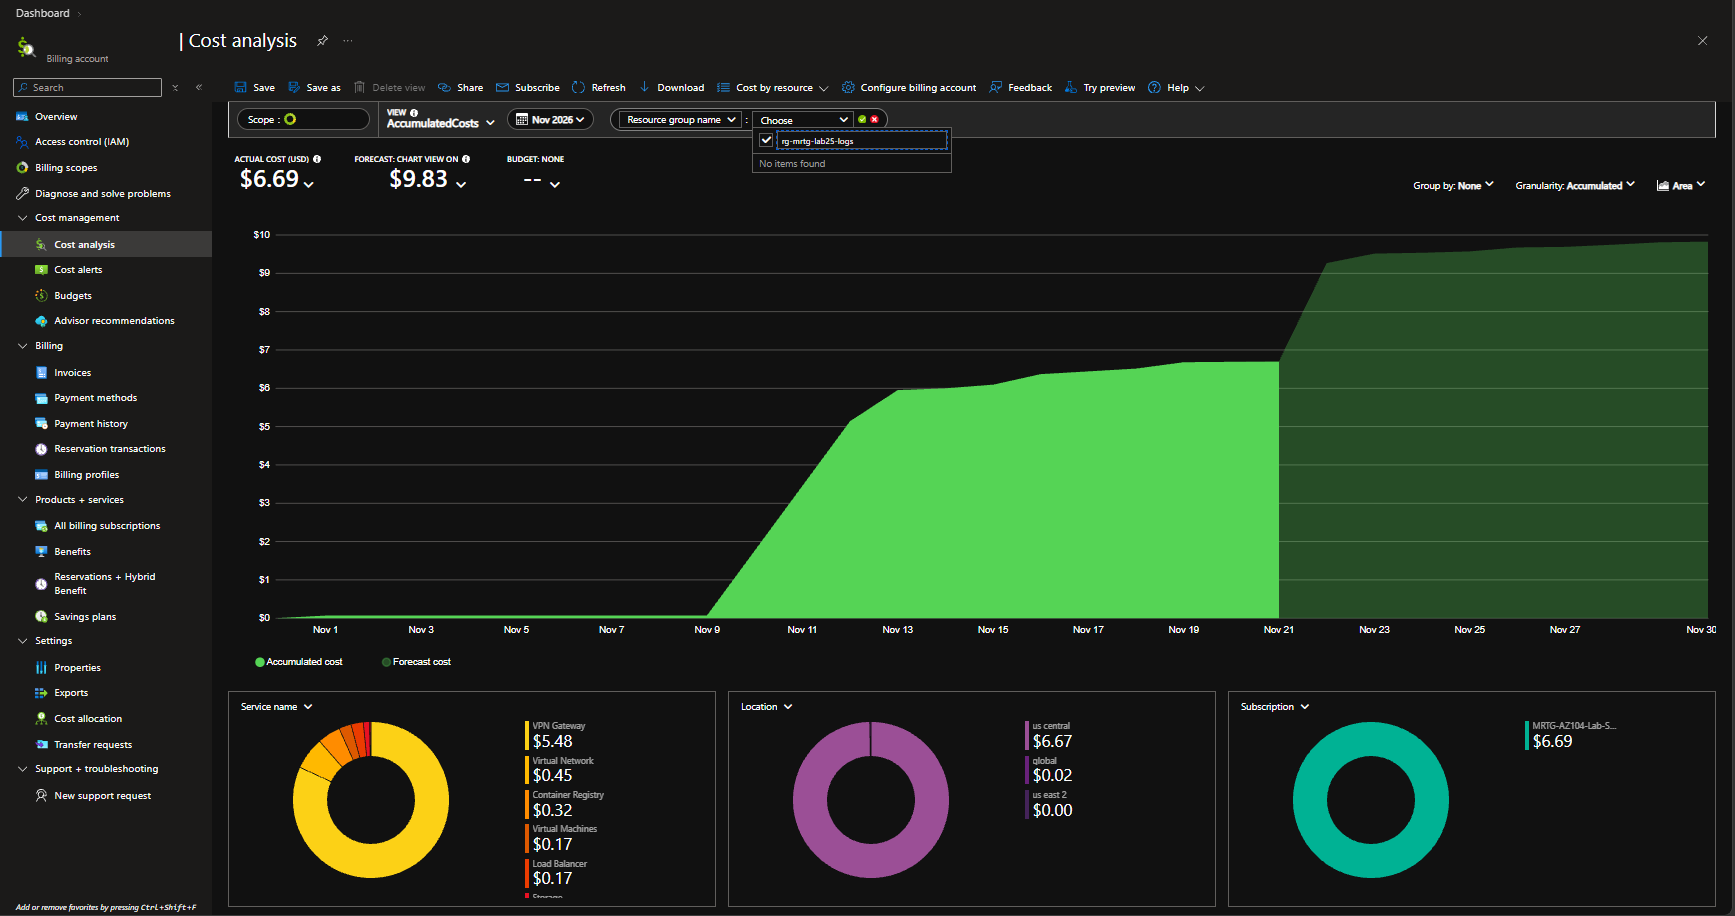 Dashboard
| Cost analysis
Billing account
Search
Save
Save as
Delete view
Share
Subscribe
Refresh
Download
Cost by resource
Configure billing account
Feedback
Try preview
Help
Overview
Access control (IAM)
Billing scopes
Diagnose and solve problems
Cost management
Cost analysis
Cost alerts
Budgets
Advisor recommendations
Billing
Invoices
Payment methods
Payment history
Reservation transactions
Billing profiles
Products + services
All billing subscriptions
Benefits
Reservations + Hybrid
Benefit
Savings plans
Settings
Properties
Exports
Cost allocation
Transfer requests
Support + troubleshooting
New support request
Add or remove favorites by pressing Ctrl+Shift+F
Scope :
VIEW
AccumulatedCosts
Nov 2026
Resource group name
:
Choose
rg-mrtg-lab25-logs
No items found
ACTUAL COST (USD)
$6.69
FORECAST: CHART VIEW ON
$9.83
BUDGET: NONE
--
Group by: None
Granularity: Accumulated
Area
$10
$9
$8
$7
$6
$5
$4
$3
$2
$1
$0
Nov 1
Nov 3
Nov 5
Nov 7
Nov 9
Nov 11
Nov 13
Nov 15
Nov 17
Nov 19
Nov 21
Nov 23
Nov 25
Nov 27
Nov 30
Accumulated cost
Forecast cost
Service name
VPN Gateway
$5.48
Virtual Network
$0.45
Container Registry
$0.32
Virtual Machines
$0.17
Load Balancer
$0.17
Storage
Location
us central
$6.67
global
$0.02
us east 2
$0.00
Subscription
MRTG-AZ104-Lab-S...
$6.69